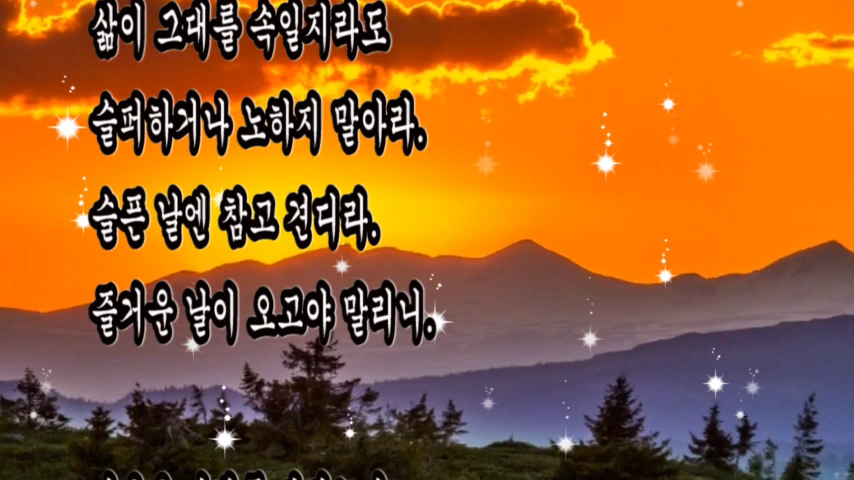 삶이 그대를 속일지라도
슬퍼하거나 노하지 말아라.
슬픈 날엔 참고 견디라.
즐거운 날이 오고야 말리니.